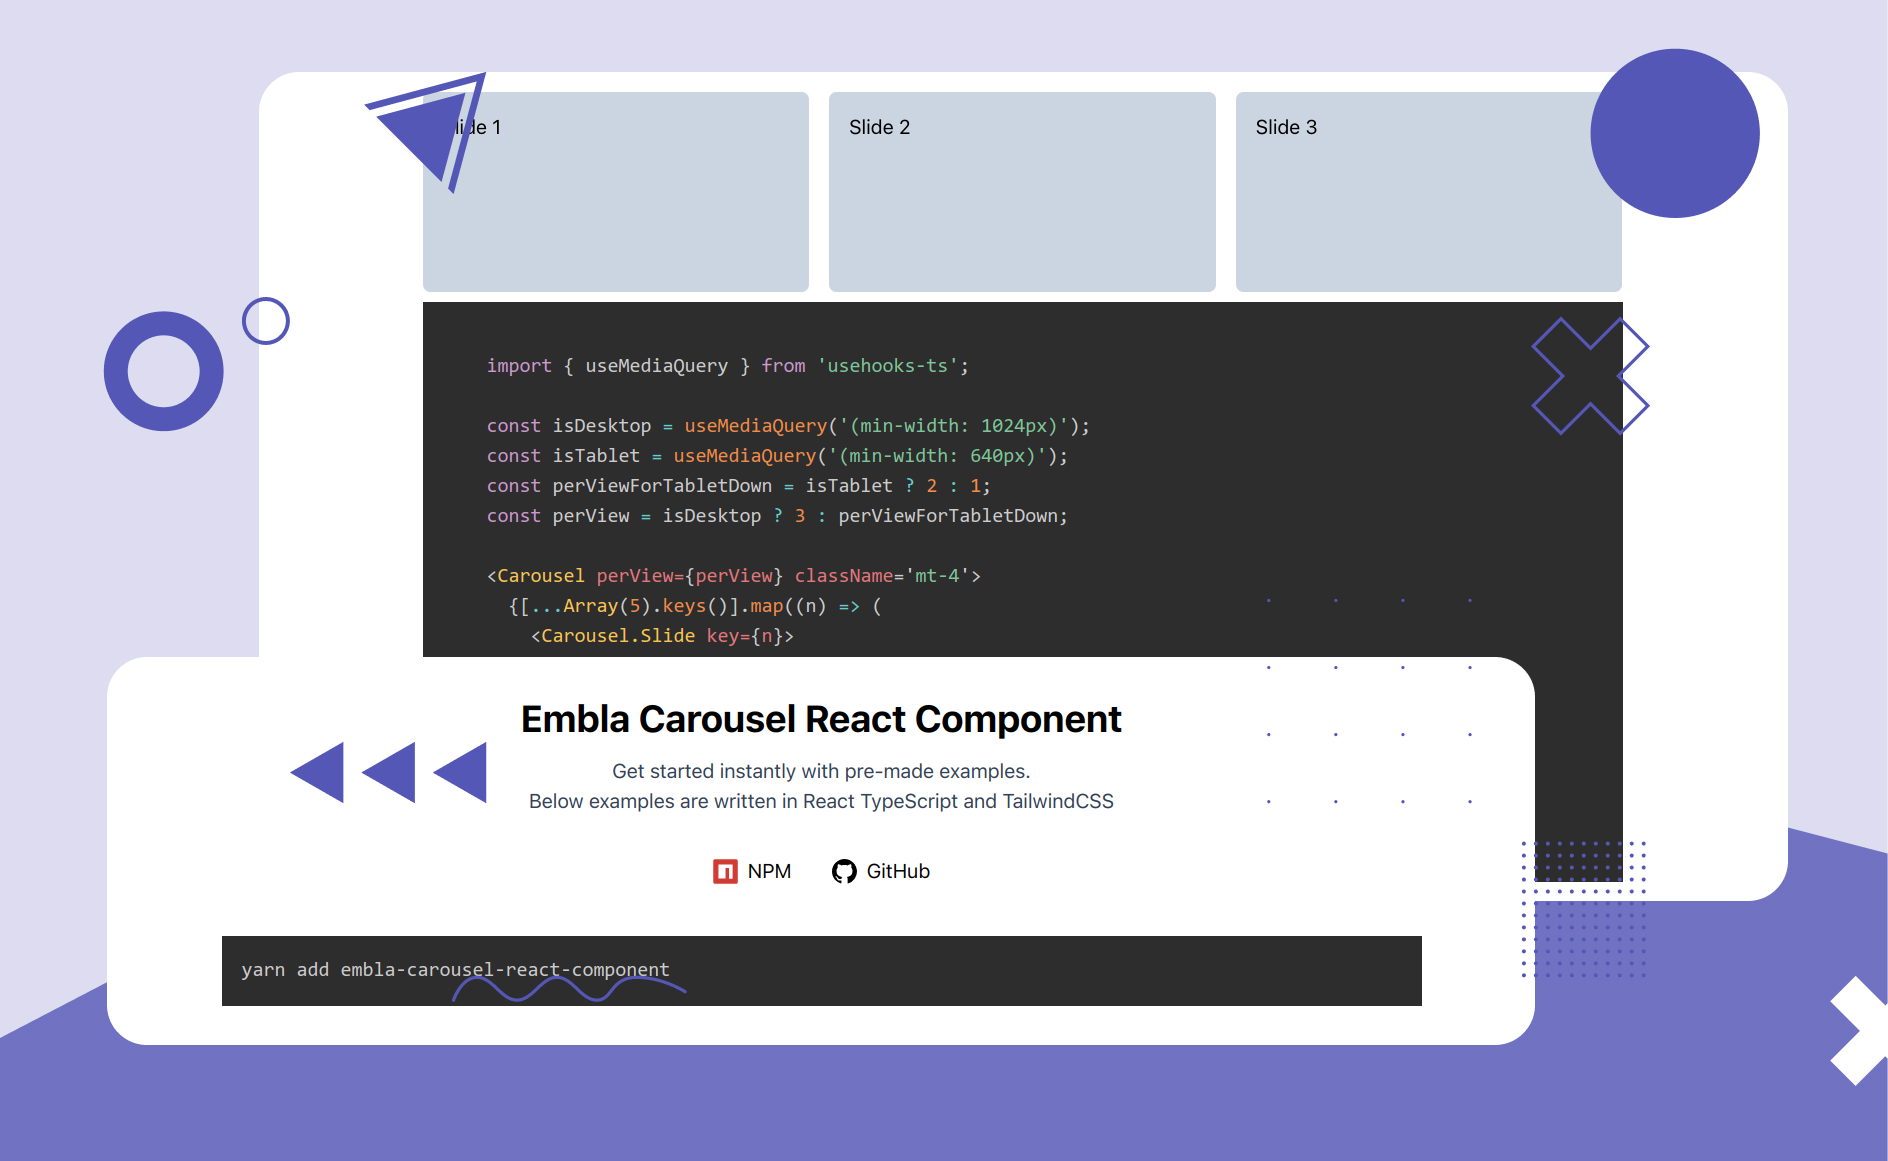 Slide 1
Slide 2
Slide 3
import { useMediaQuery } from 'usehooks-ts';
const isDesktop = useMediaQuery('(min-width: 1024px)');
const isTablet = useMediaQuery('(min-width: 640px)');
const perViewForTabletDown = isTablet ? 2 : 1;
const perView = isDesktop ? 3 : perViewForTabletDown;
<Carousel perView={perView} className='mt-4'>
{[...Array(5).keys()].map((n) => (
<Carousel.Slide key={n}>
Embla Carousel React Component
Get started instantly with pre-made examples.
Below examples are written in React TypeScript and TailwindCSS
NPM
GitHub
yarn add embla-carousel-react-component